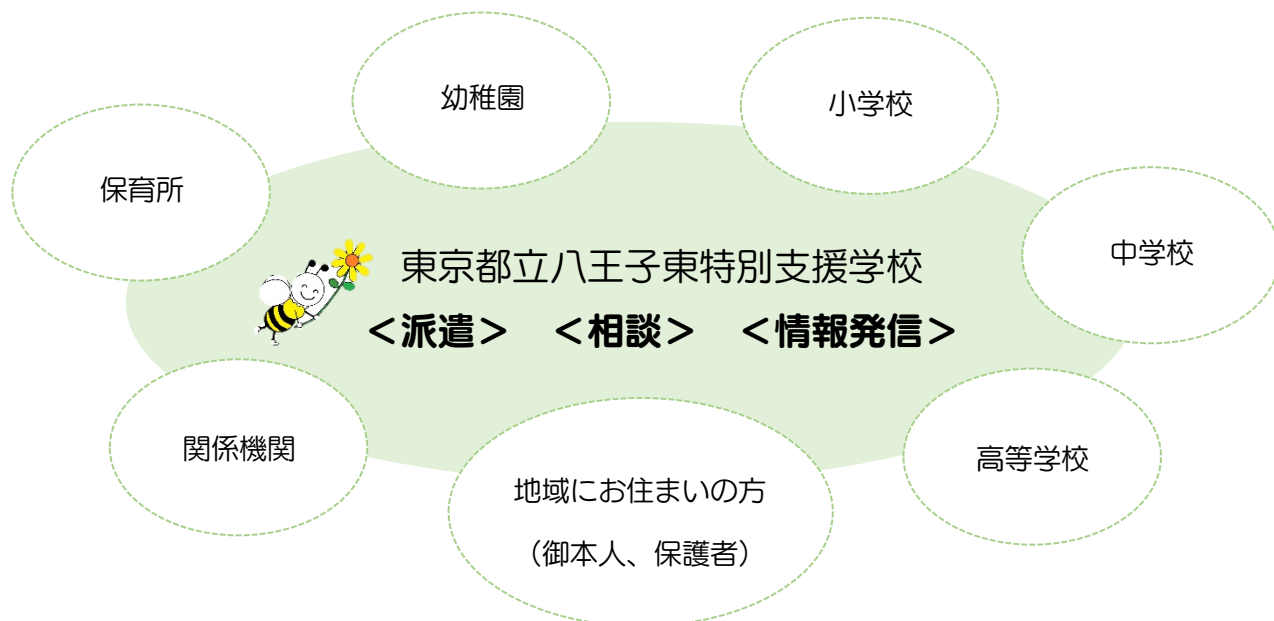 幼稚園
小学校
保育所
中学校
東京都立八王子東特別支援学校
＜派遣＞　＜相談＞　＜情報発信＞
関係機関
高等学校
地域にお住まいの方
（御本人、保護者）